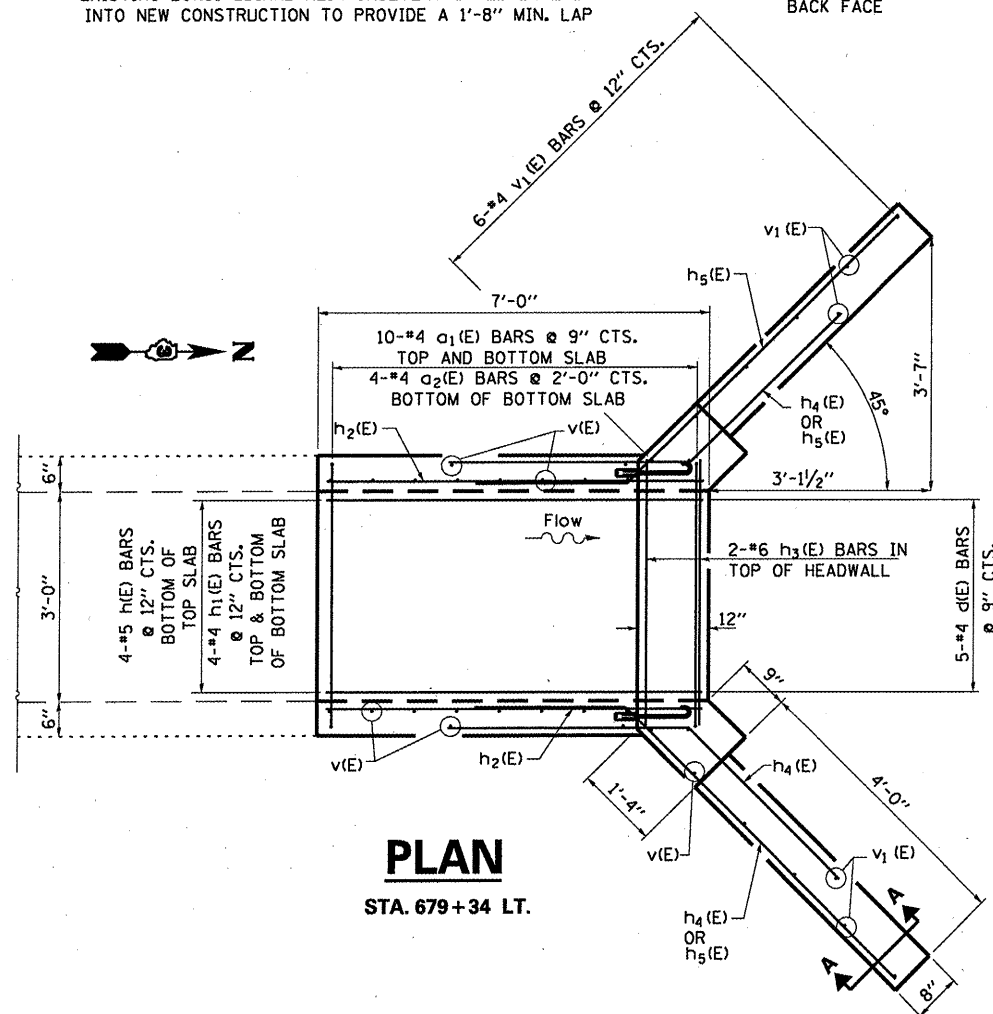 INTO NEW CONSTRUCTION TO PROVIDE A 1'-8" MIN. LAP
BACK FACE
6-#4 v1(E) BARS @ 12" CTS.
v1(E)
h5(E)
7'-0"
10-#4 a1(E) BARS @ 9" CTS.
TOP AND BOTTOM SLAB
4-#4 a2(E) BARS @ 2'-0" CTS.
BOTTOM OF BOTTOM SLAB
N
3'-7"
45°
h4(E)
OR
h5(E)
h2(E)
v(E)
6"
3'-1½"
Flow
4-#5 h(E) BARS
@ 12" CTS.
BOTTOM OF
TOP SLAB
4-#4 h1(E) BARS
@ 12" CTS.
TOP & BOTTOM
OF BOTTOM SLAB
3'-0"
2-#6 h3(E) BARS IN
TOP OF HEADWALL
12"
5-#4 d(E) BARS
@ 9" CTS.
6"
9"
v(E)
h2(E)
h4(E)
1'-4"
4'-0"
v(E)
v1(E)
PLAN
STA. 679+34 LT.
h4(E)
OR
h5(E)
A
A
8"